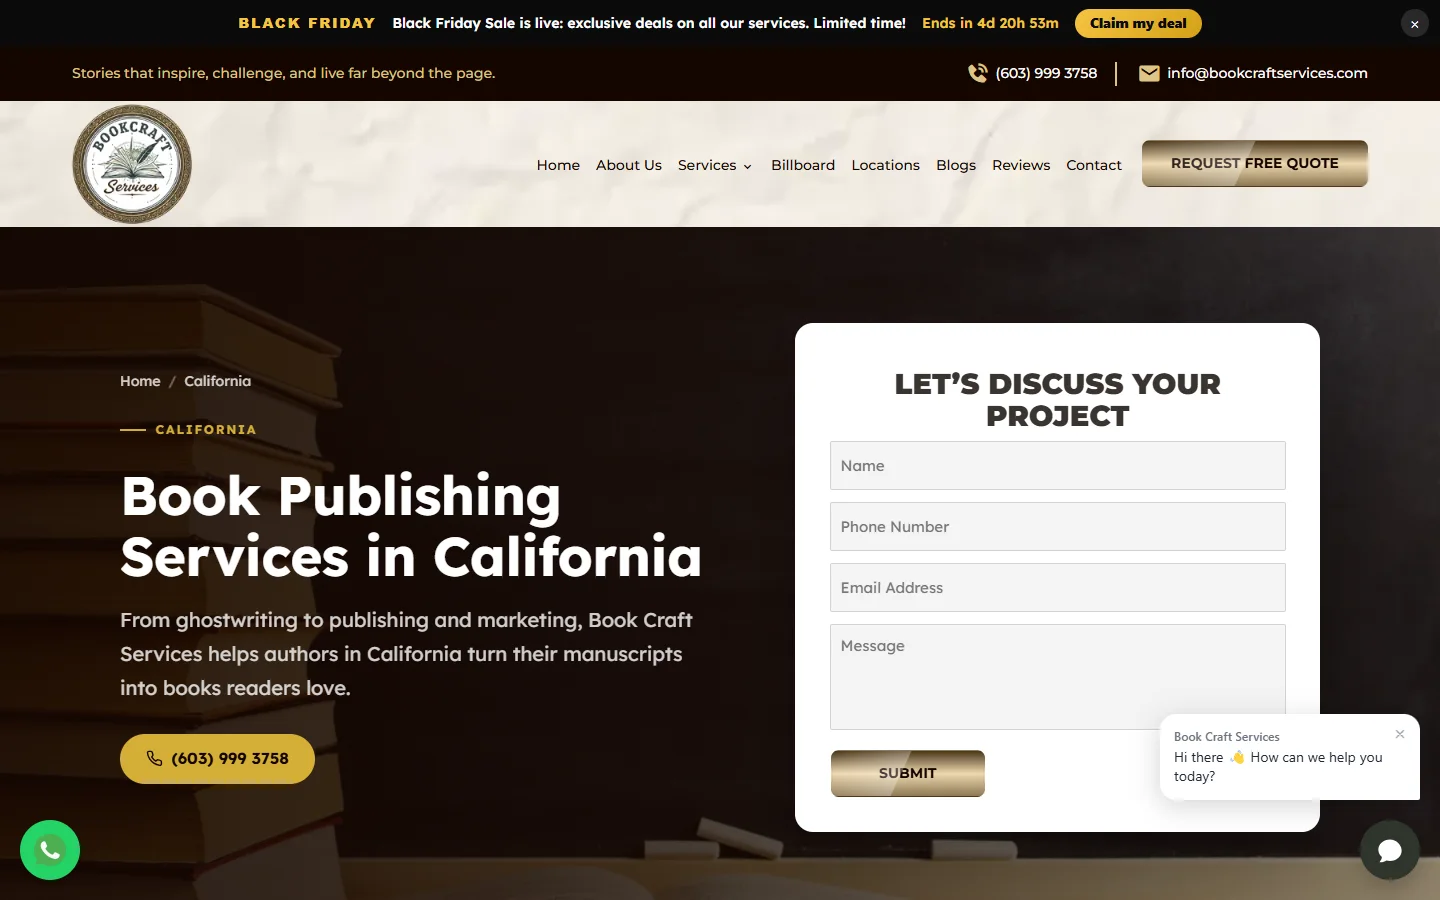 BLACK FRIDAY Black Friday Sale is live: exclusive deals on all our services. Limited time! Ends in 4d 20h 53m Claim my deal ×
Stories that inspire, challenge, and live far beyond the page. (603) 999 3758 info@bookcraftservices.com
BOOKCRAFT
Services
Home About Us Services Billboard Locations Blogs Reviews Contact REQUEST FREE QUOTE
Home / California
CALIFORNIA
Book Publishing
Services in California
From ghostwriting to publishing and marketing, Book Craft
Services helps authors in California turn their manuscripts
into books readers love.
(603) 999 3758
LET’S DISCUSS YOUR
PROJECT
Name
Phone Number
Email Address
Message
SUBMIT
Book Craft Services
Hi there 👋 How can we help you
today?